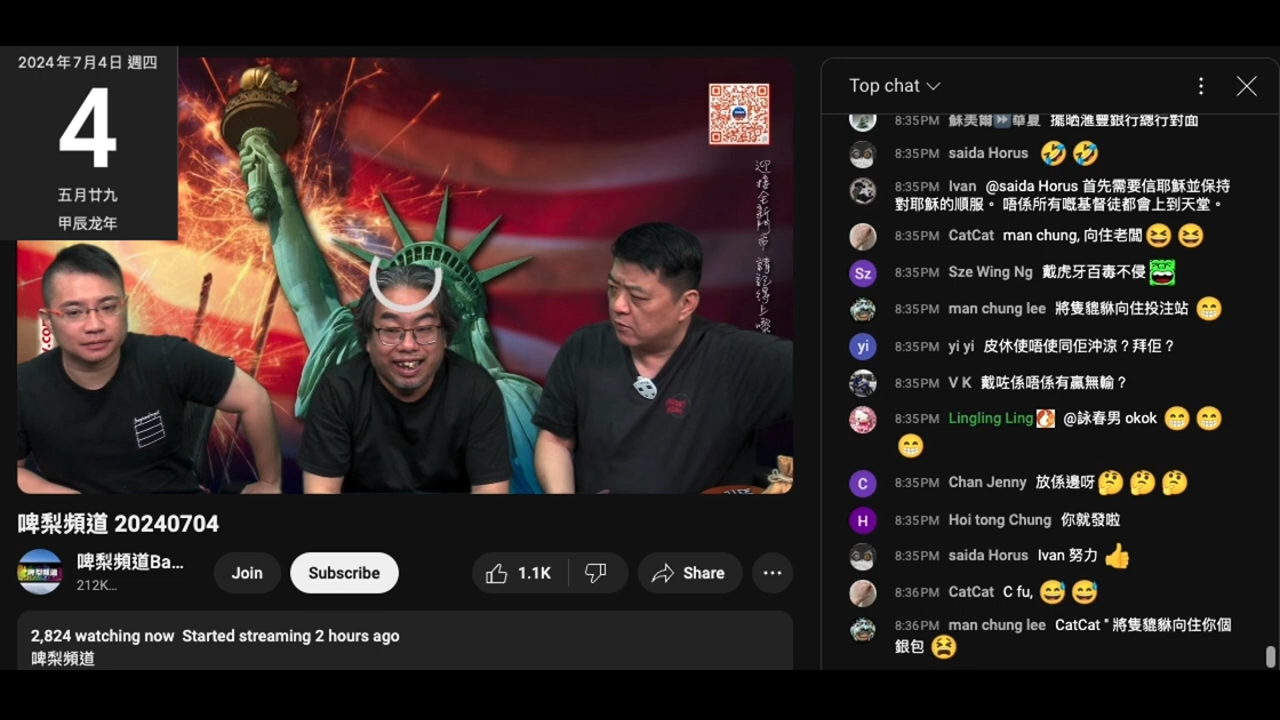 2024年7月4日 週四
4
五月廿九
甲辰龙年
啤梨頻道 20240704
啤梨頻道Ba...
212K...
Join
Subscribe
1.1K
Share
2,824 watching now Started streaming 2 hours ago
啤梨頻道
Top chat
8:35PM 蘇美爾⏩華夏 擺晒滙豐銀行總行對面
8:35PM saida Horus 🤣🤣
8:35PM Ivan @saida Horus 首先需要信耶穌並保持
對耶穌的順服。 唔係所有嘅基督徒都會上到天堂。
8:35PM CatCat man chung, 向住老闆😆😆
8:35PM Sze Wing Ng 戴虎牙百毒不侵
8:35PM man chung lee 將隻貔貅向住投注站 😁
8:35PM yi yi 皮休使唔使同佢沖涼？拜佢？
8:35PM V K 戴咗係唔係有贏無輸？
8:35PM Lingling Ling @詠春男 okok 😁😁
😁
8:35PM Chan Jenny 放係邊呀🤔🤔🤔
8:35PM Hoi tong Chung 你就發啦
8:35PM saida Horus Ivan 努力 👍
8:36PM CatCat C fu, 😅😅
8:36PM man chung lee CatCat " 將隻貔貅向住你個
銀包 😫
Sz
yi
C
H